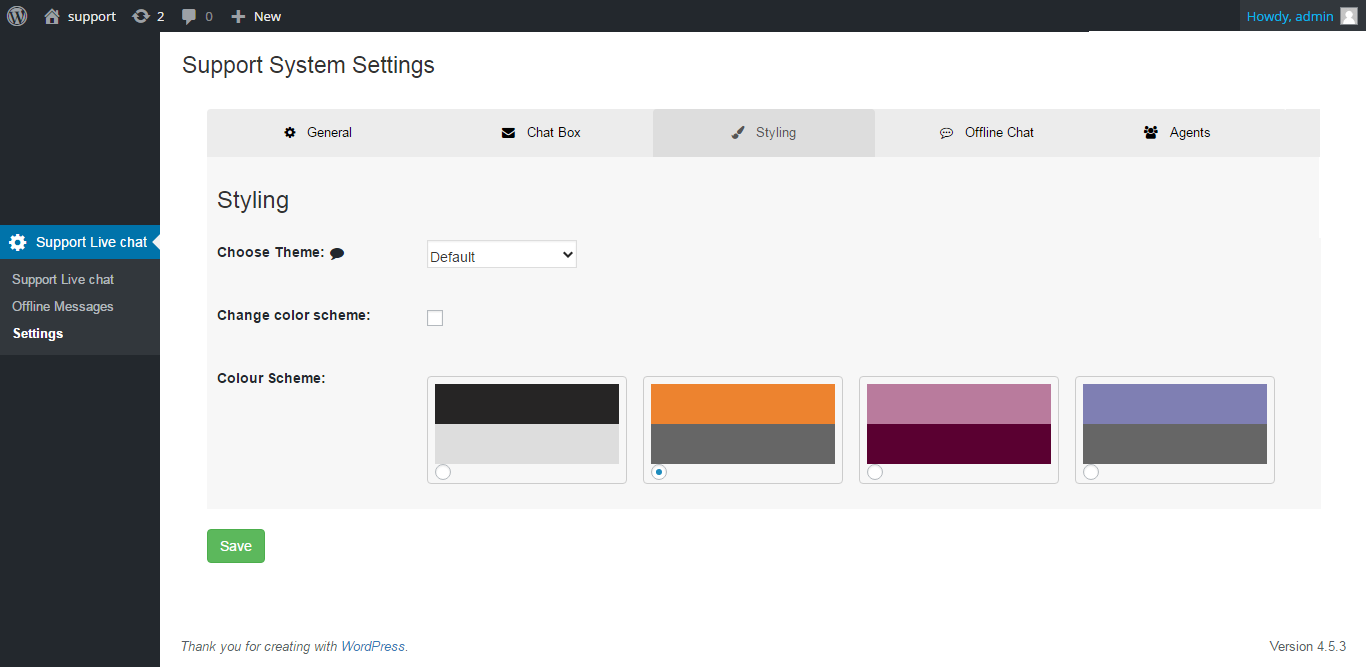 support 2 0 New Howdy, admin
Support System Settings
General Chat Box Styling Offline Chat Agents
Styling
Support Live chat
Choose Theme: Default
Support Live chat
Offline Messages
Settings
Change color scheme:
Colour Scheme:
Save
Thank you for creating with WordPress. Version 4.5.3